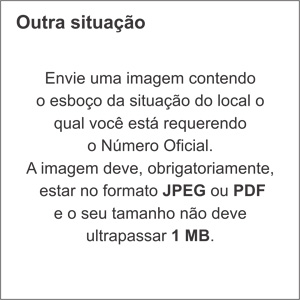 Outra situação
Envie uma imagem contendo
o esboço da situação do local o
qual você está requerendo
o Número Oficial.
A imagem deve, obrigatoriamente,
estar no formato JPEG ou PDF
e o seu tamanho não deve
ultrapassar 1 MB.